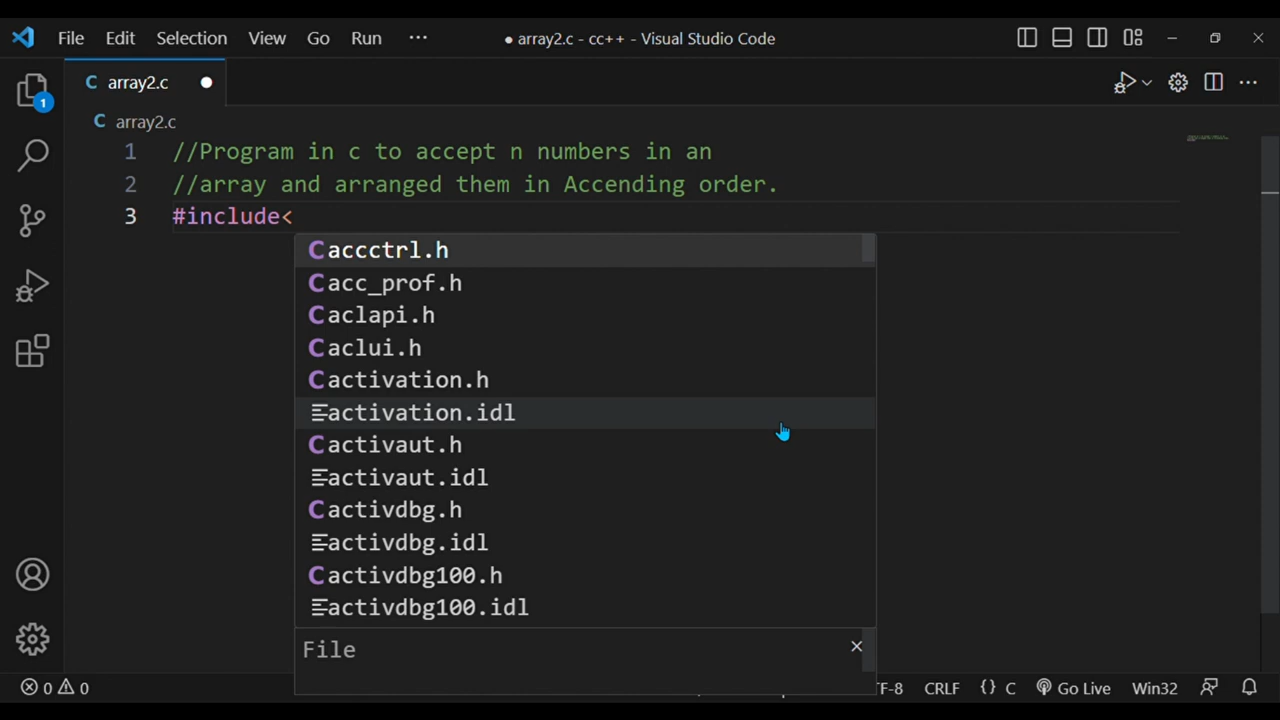 File Edit Selection View Go Run ··· ● array2.c - cc++ - Visual Studio Code
C array2.c ●
1
C array2.c
1 //Program in c to accept n numbers in an
2 //array and arranged them in Accending order.
3 #include<
C accctrl.h
C acc_prof.h
C aclapi.h
C aclui.h
C activation.h
activation.idl
C activaut.h
activaut.idl
C activdbg.h
activdbg.idl
C activdbg100.h
activdbg100.idl
File
0 0 TF-8 CRLF {} C Go Live Win32